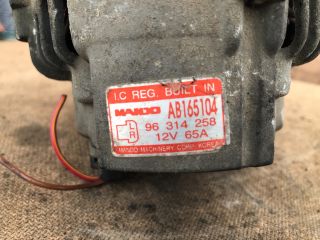 I.C REG. BUILT IN
MANDO AB165104
L
R
96 314 258
12V 65A
MANDO MACHINERY CORP. KOREA